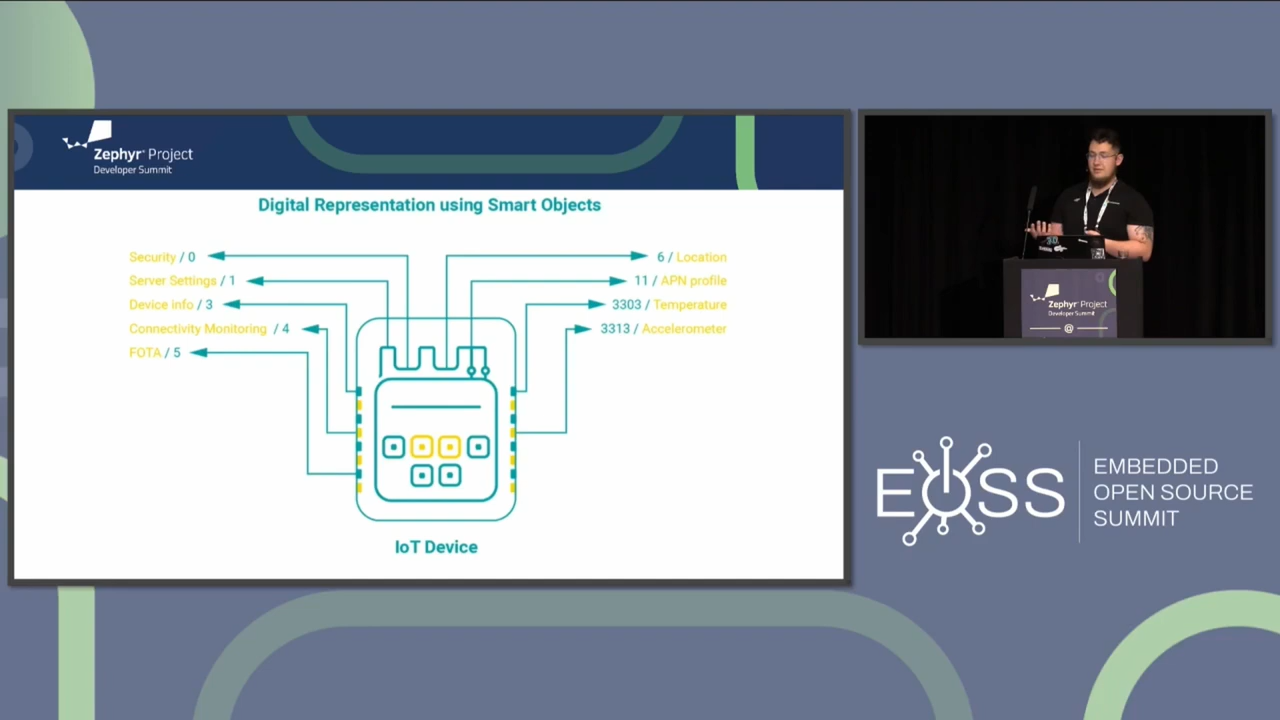 Zephyr® Project
Developer Summit
Digital Representation using Smart Objects
Security / 0
Server Settings / 1
Device info / 3
Connectivity Monitoring / 4
FOTA / 5
6 / Location
11 / APN profile
3303 / Temperature
3313 / Accelerometer
IoT Device
Zephyr® Project
Developer Summit
@
EOSS
EMBEDDED
OPEN SOURCE
SUMMIT